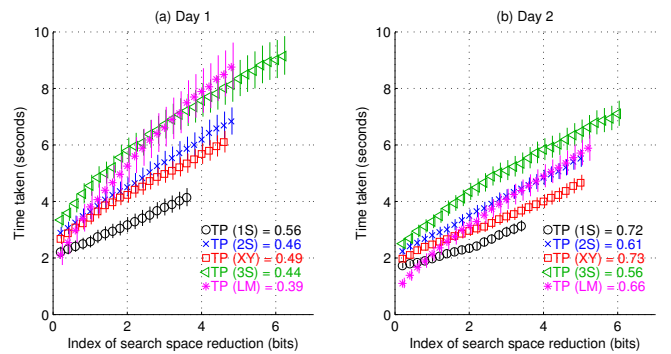 (a) Day 1
10
8
6
4
2
0
0
2
4
6
Time taken (seconds)
Index of search space reduction (bits)
TP (1S) = 0.56
TP (2S) = 0.46
TP (XY) = 0.49
TP (3S) = 0.44
TP (LM) = 0.39
(b) Day 2
10
8
6
4
2
0
0
2
4
6
Time taken (seconds)
Index of search space reduction (bits)
TP (1S) = 0.72
TP (2S) = 0.61
TP (XY) = 0.73
TP (3S) = 0.56
TP (LM) = 0.66